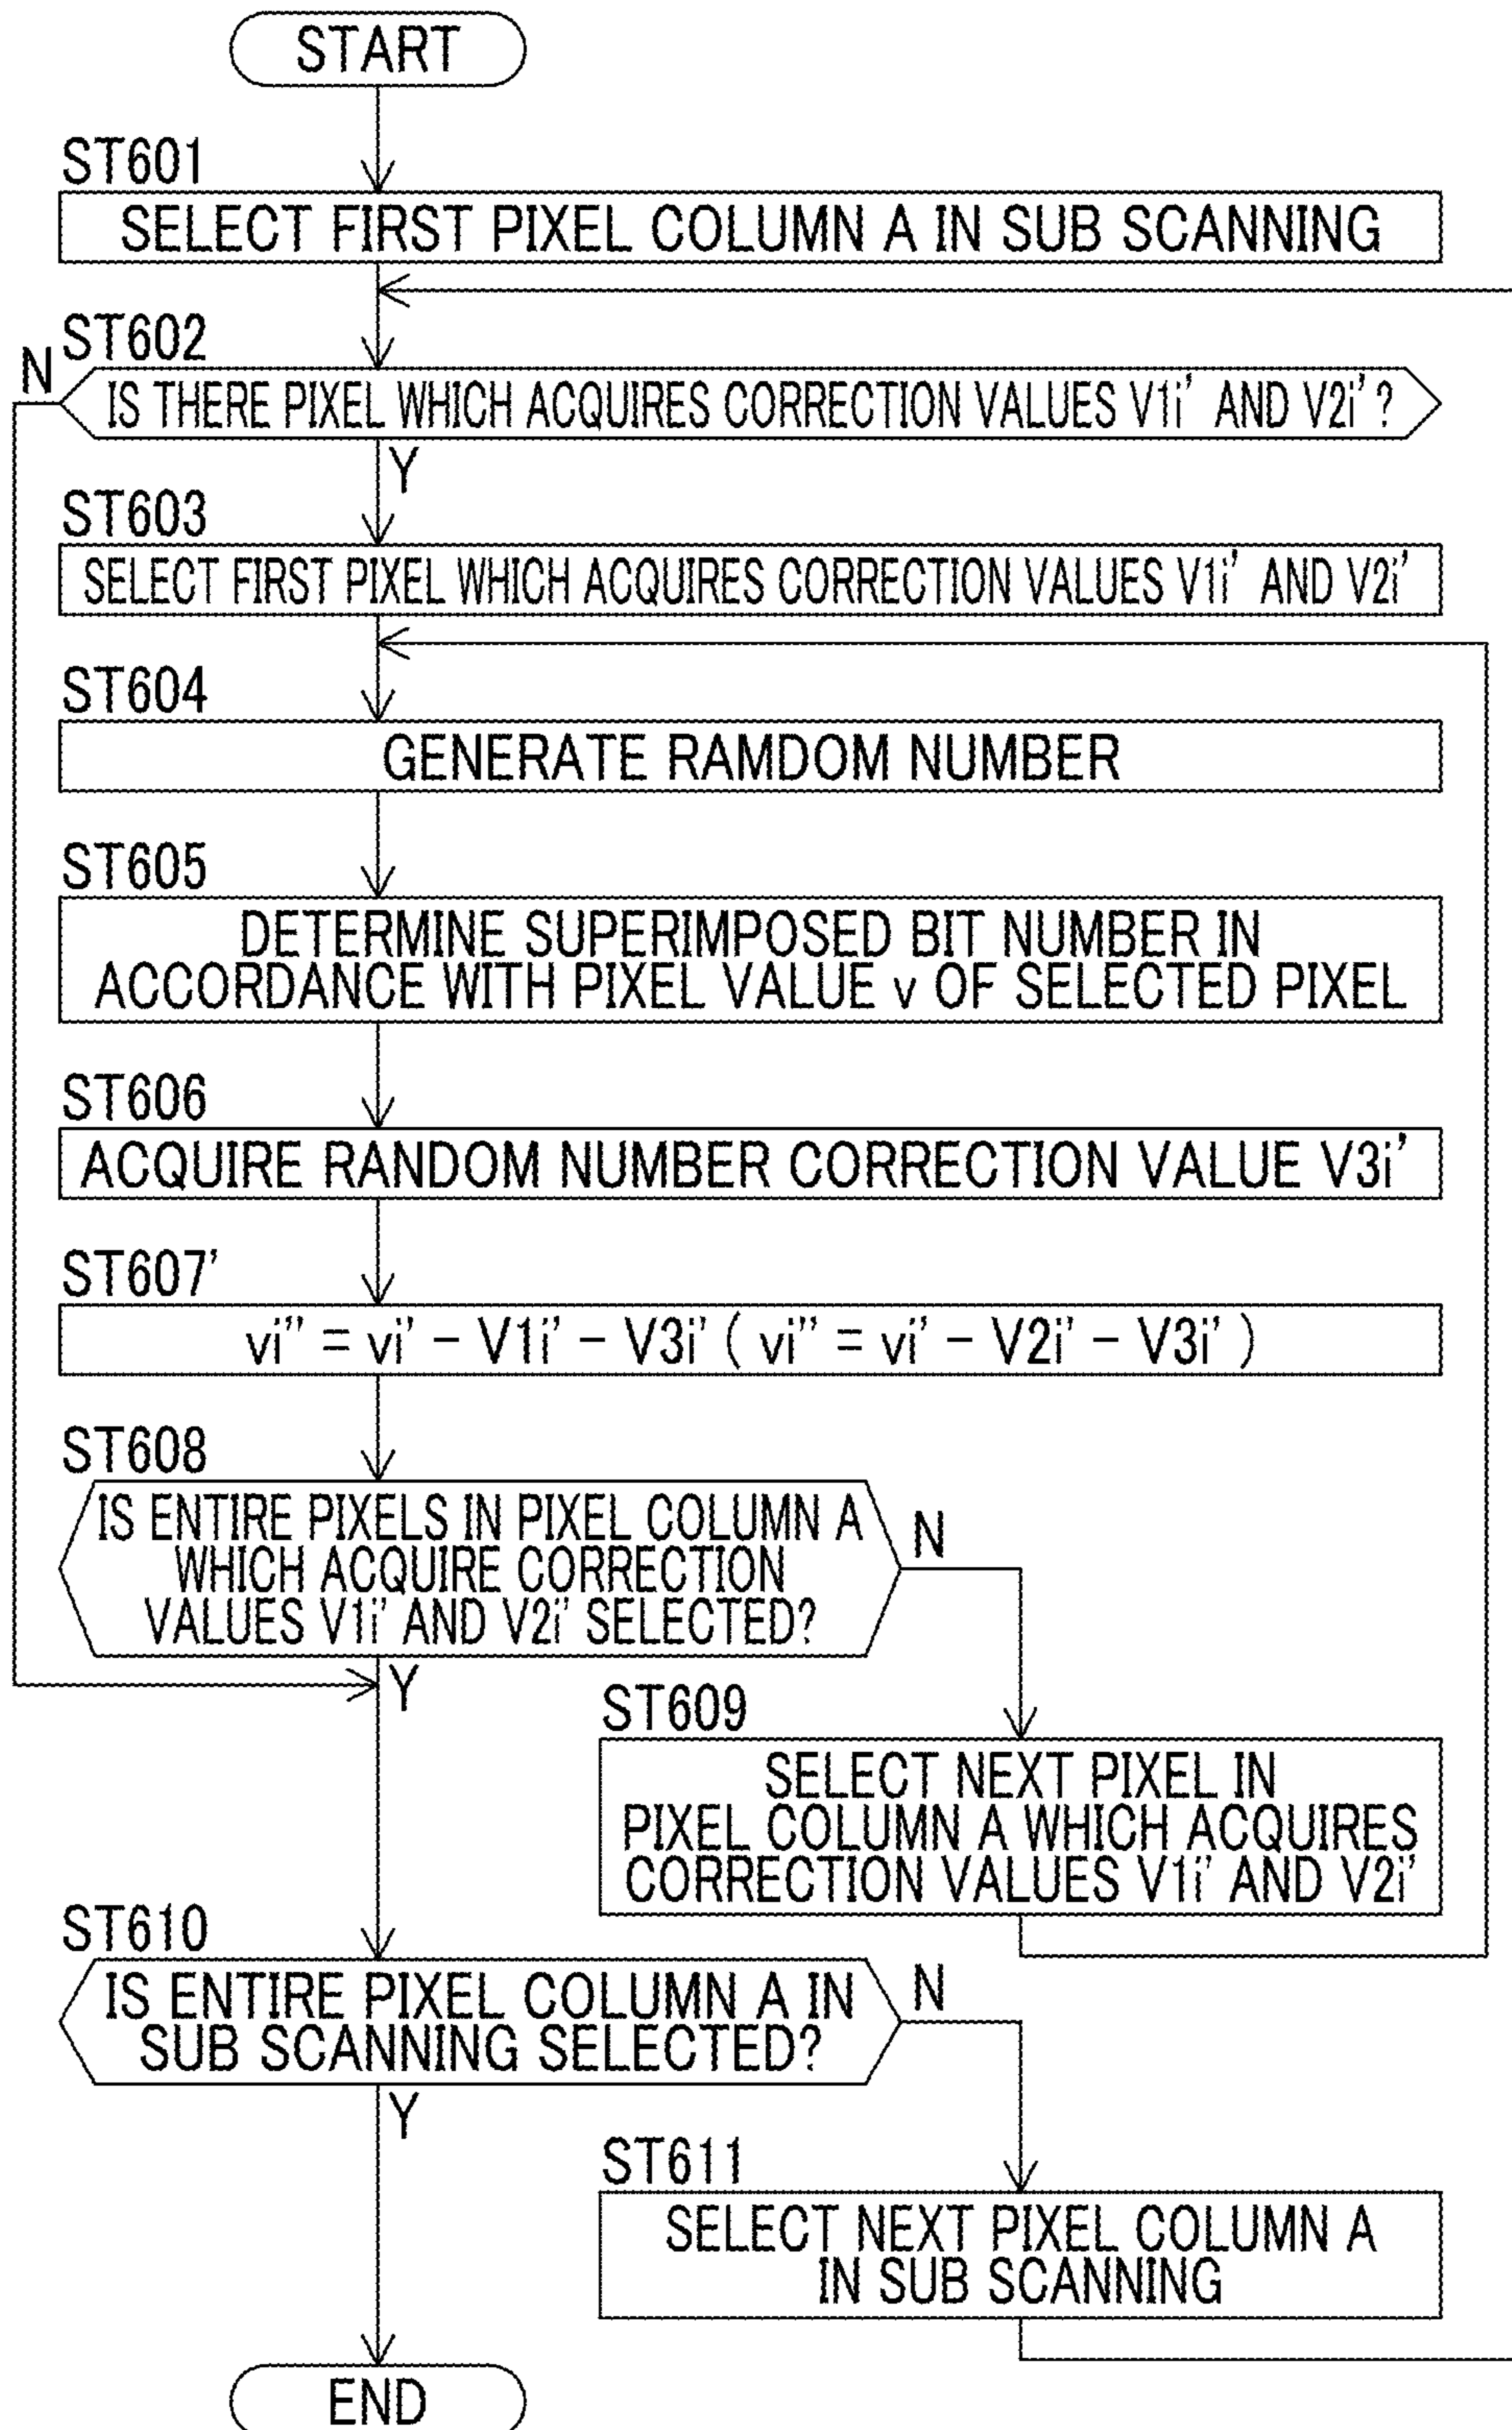 START
ST601
SELECT FIRST PIXEL COLUMN A IN SUB SCANNING
ST602
N
IS THERE PIXEL WHICH ACQUIRES CORRECTION VALUES V1i' AND V2i'?
Y
ST603
SELECT FIRST PIXEL WHICH ACQUIRES CORRECTION VALUES V1i' AND V2i'
ST604
GENERATE RAMDOM NUMBER
ST605
DETERMINE SUPERIMPOSED BIT NUMBER IN
ACCORDANCE WITH PIXEL VALUE v OF SELECTED PIXEL
ST606
ACQUIRE RANDOM NUMBER CORRECTION VALUE V3i'
ST607'
vi'' = vi' - V1i' - V3i' ( vi'' = vi' - V2i' - V3i' )
ST608
IS ENTIRE PIXELS IN PIXEL COLUMN A
WHICH ACQUIRE CORRECTION
VALUES V1i' AND V2i' SELECTED?
N
Y
ST609
SELECT NEXT PIXEL IN
PIXEL COLUMN A WHICH ACQUIRES
CORRECTION VALUES V1i' AND V2i'
ST610
IS ENTIRE PIXEL COLUMN A IN
SUB SCANNING SELECTED?
N
Y
ST611
SELECT NEXT PIXEL COLUMN A
IN SUB SCANNING
END